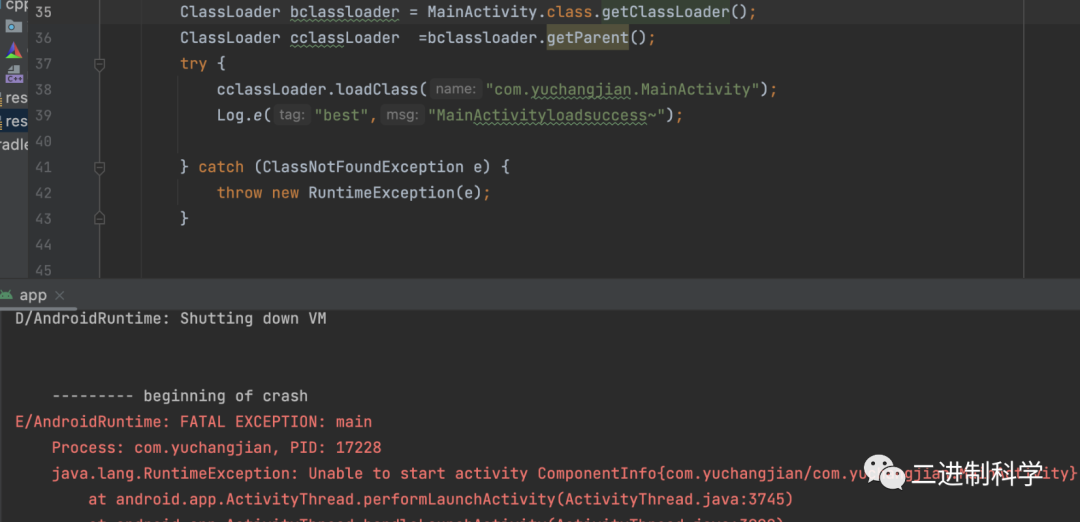 cpp
35 ClassLoader bclassloader = MainActivity.class.getClassLoader();
36 ClassLoader cclassLoader =bclassloader.getParent();
37 try {
38 cclassLoader.loadClass( name: "com.yuchangjian.MainActivity");
res
39 Log.e( tag: "best", msg: "MainActivityloadsuccess~");
res
40
radle
41 } catch (ClassNotFoundException e) {
42 throw new RuntimeException(e);
43 }
44
45
app
D/AndroidRuntime: Shutting down VM
--------- beginning of crash
E/AndroidRuntime: FATAL EXCEPTION: main
Process: com.yuchangjian, PID: 17228
java.lang.RuntimeException: Unable to start activity ComponentInfo{com.yuchangjian/com.yu
at android.app.ActivityThread.performLaunchActivity(ActivityThread.java:3745)
二进制科学